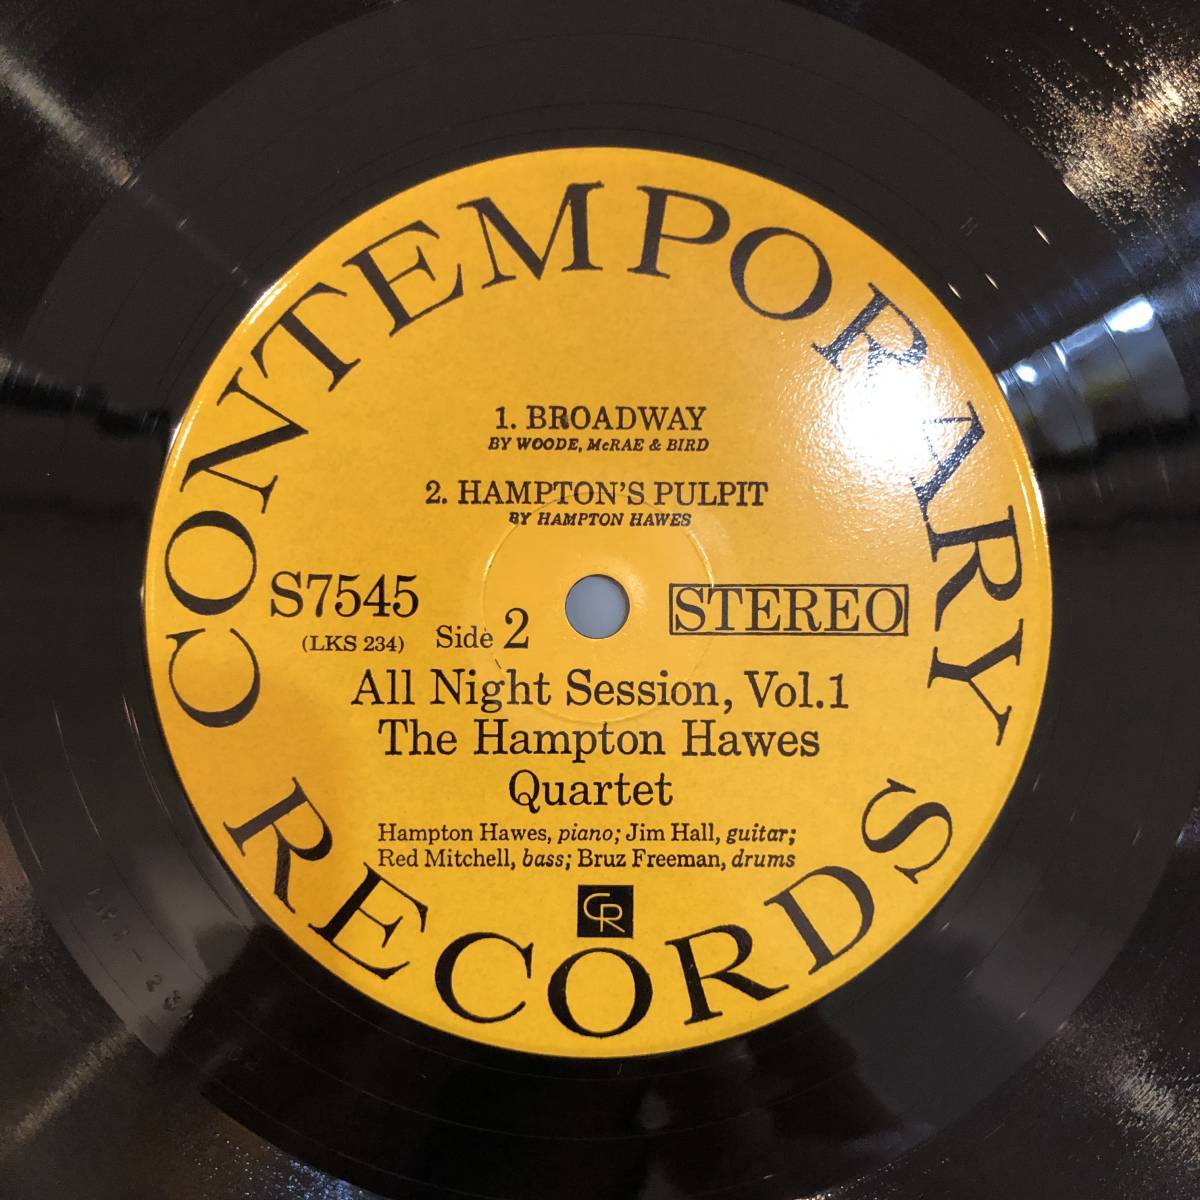 CONTEMPORARY
1. BROADWAY
BY WOODE, McRAE & BIRD
2. HAMPTON'S PULPIT
BY HAMPTON HAWES
S7545
(LKS 234)
Side 2
STEREO
All Night Session, Vol.1
The Hampton Hawes
Quartet
Hampton Hawes, piano; Jim Hall, guitar;
Red Mitchell, bass; Bruz Freeman, drums
CR
RECORDS